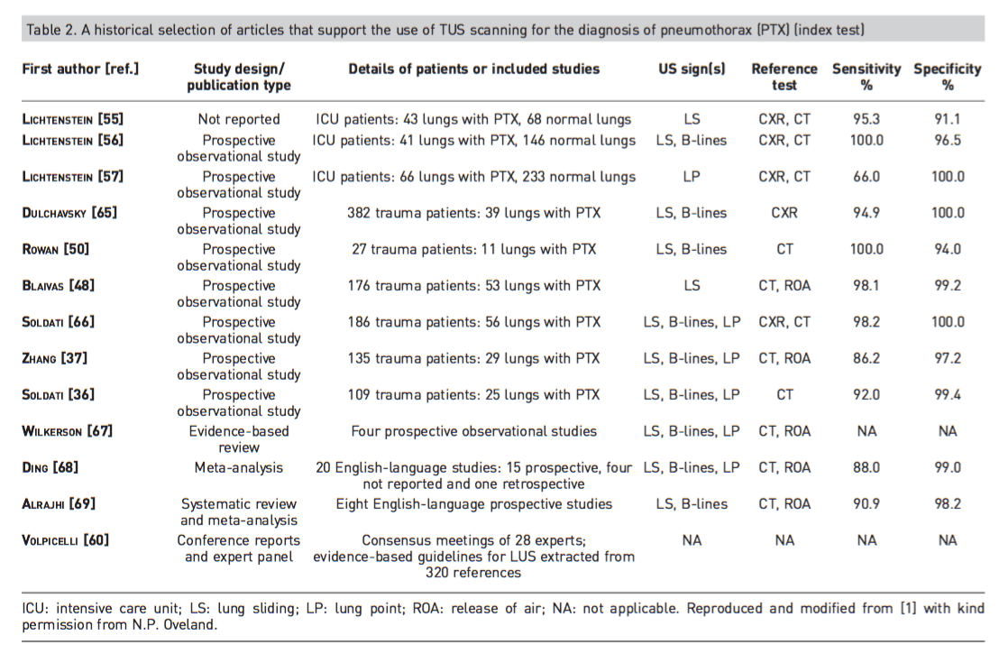 Table 2. A historical selection of articles that support the use of TUS scanning for the diagnosis of pneumothorax (PTX) (index test)
First author [ref.] Study design/ publication type Details of patients or included studies US sign(s) Reference test Sensitivity % Specificity %
LICHTENSTEIN [55] Not reported ICU patients: 43 lungs with PTX, 68 normal lungs LS CXR, CT 95.3 91.1
LICHTENSTEIN [56] Prospective observational study ICU patients: 41 lungs with PTX, 146 normal lungs LS, B-lines CXR, CT 100.0 96.5
LICHTENSTEIN [57] Prospective observational study ICU patients: 66 lungs with PTX, 233 normal lungs LP CXR, CT 66.0 100.0
DULCHAVSKY [65] Prospective observational study 382 trauma patients: 39 lungs with PTX LS, B-lines CXR 94.9 100.0
ROWAN [50] Prospective observational study 27 trauma patients: 11 lungs with PTX LS, B-lines CT 100.0 94.0
BLAIVAS [48] Prospective observational study 176 trauma patients: 53 lungs with PTX LS CT, ROA 98.1 99.2
SOLDATI [66] Prospective observational study 186 trauma patients: 56 lungs with PTX LS, B-lines, LP CXR, CT 98.2 100.0
ZHANG [37] Prospective observational study 135 trauma patients: 29 lungs with PTX LS, B-lines, LP CT, ROA 86.2 97.2
SOLDATI [36] Prospective observational study 109 trauma patients: 25 lungs with PTX LS, B-lines, LP CT 92.0 99.4
WILKERSON [67] Evidence-based review Four prospective observational studies LS, B-lines, LP CT, ROA NA NA
DING [68] Meta-analysis 20 English-language studies: 15 prospective, four not reported and one retrospective LS, B-lines, LP CT, ROA 88.0 99.0
ALRAJHI [69] Systematic review and meta-analysis Eight English-language prospective studies LS, B-lines CT, ROA 90.9 98.2
VOLPICELLI [60] Conference reports and expert panel Consensus meetings of 28 experts; evidence-based guidelines for LUS extracted from 320 references NA NA NA NA
ICU: intensive care unit; LS: lung sliding; LP: lung point; ROA: release of air; NA: not applicable. Reproduced and modified from [1] with kind
permission from N.P. Oveland.